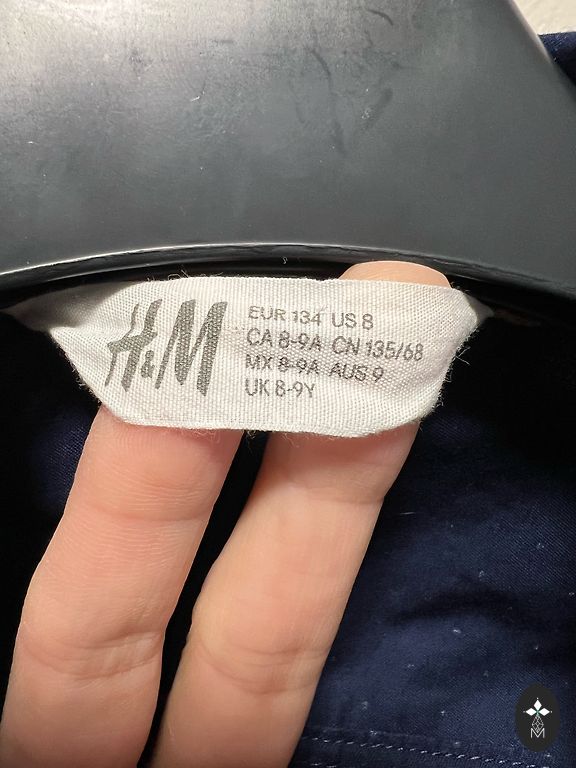 H&M
EUR 134 US 8
CA 8-9A CN 135/68
MX 8-9A AUS 9
UK 8-9Y
M